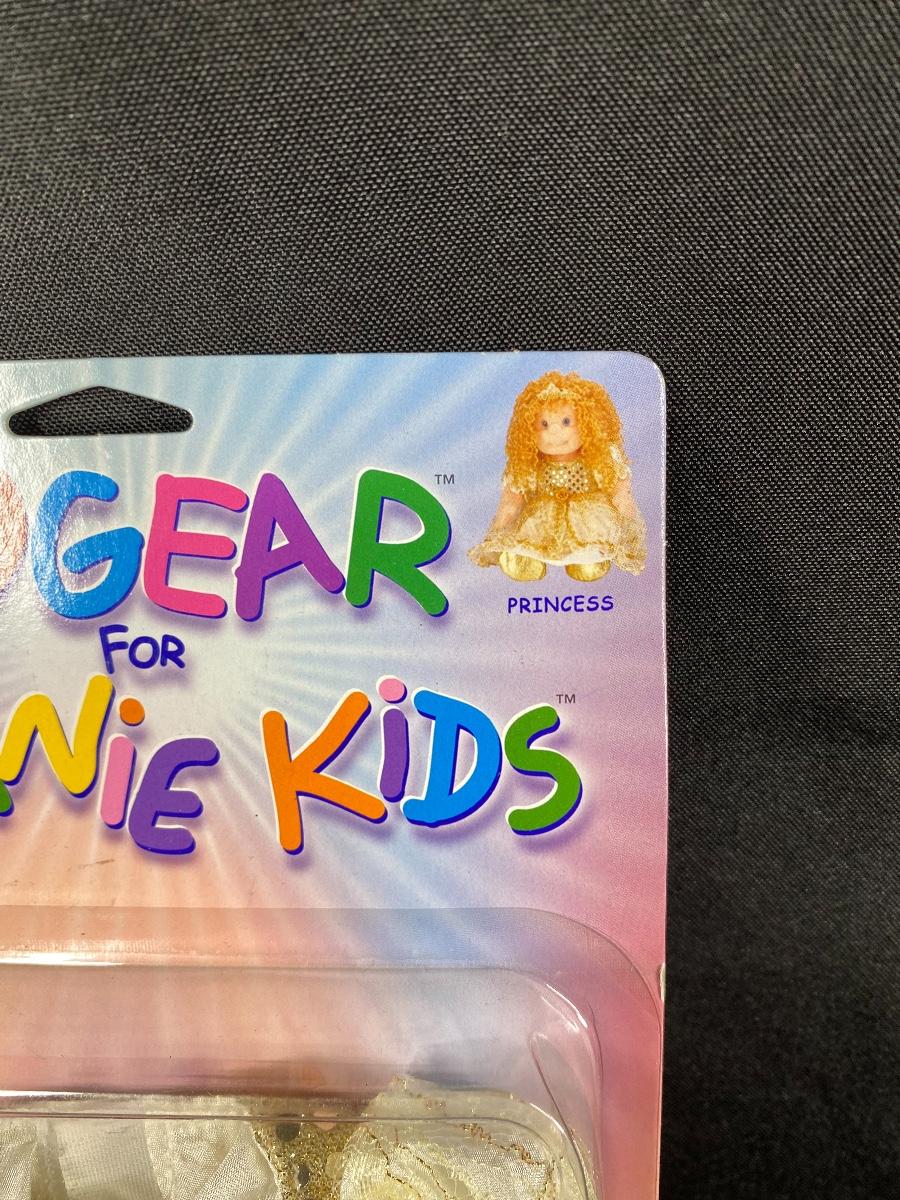 GEAR™
PRINCESS
FOR
NiE KiDS™